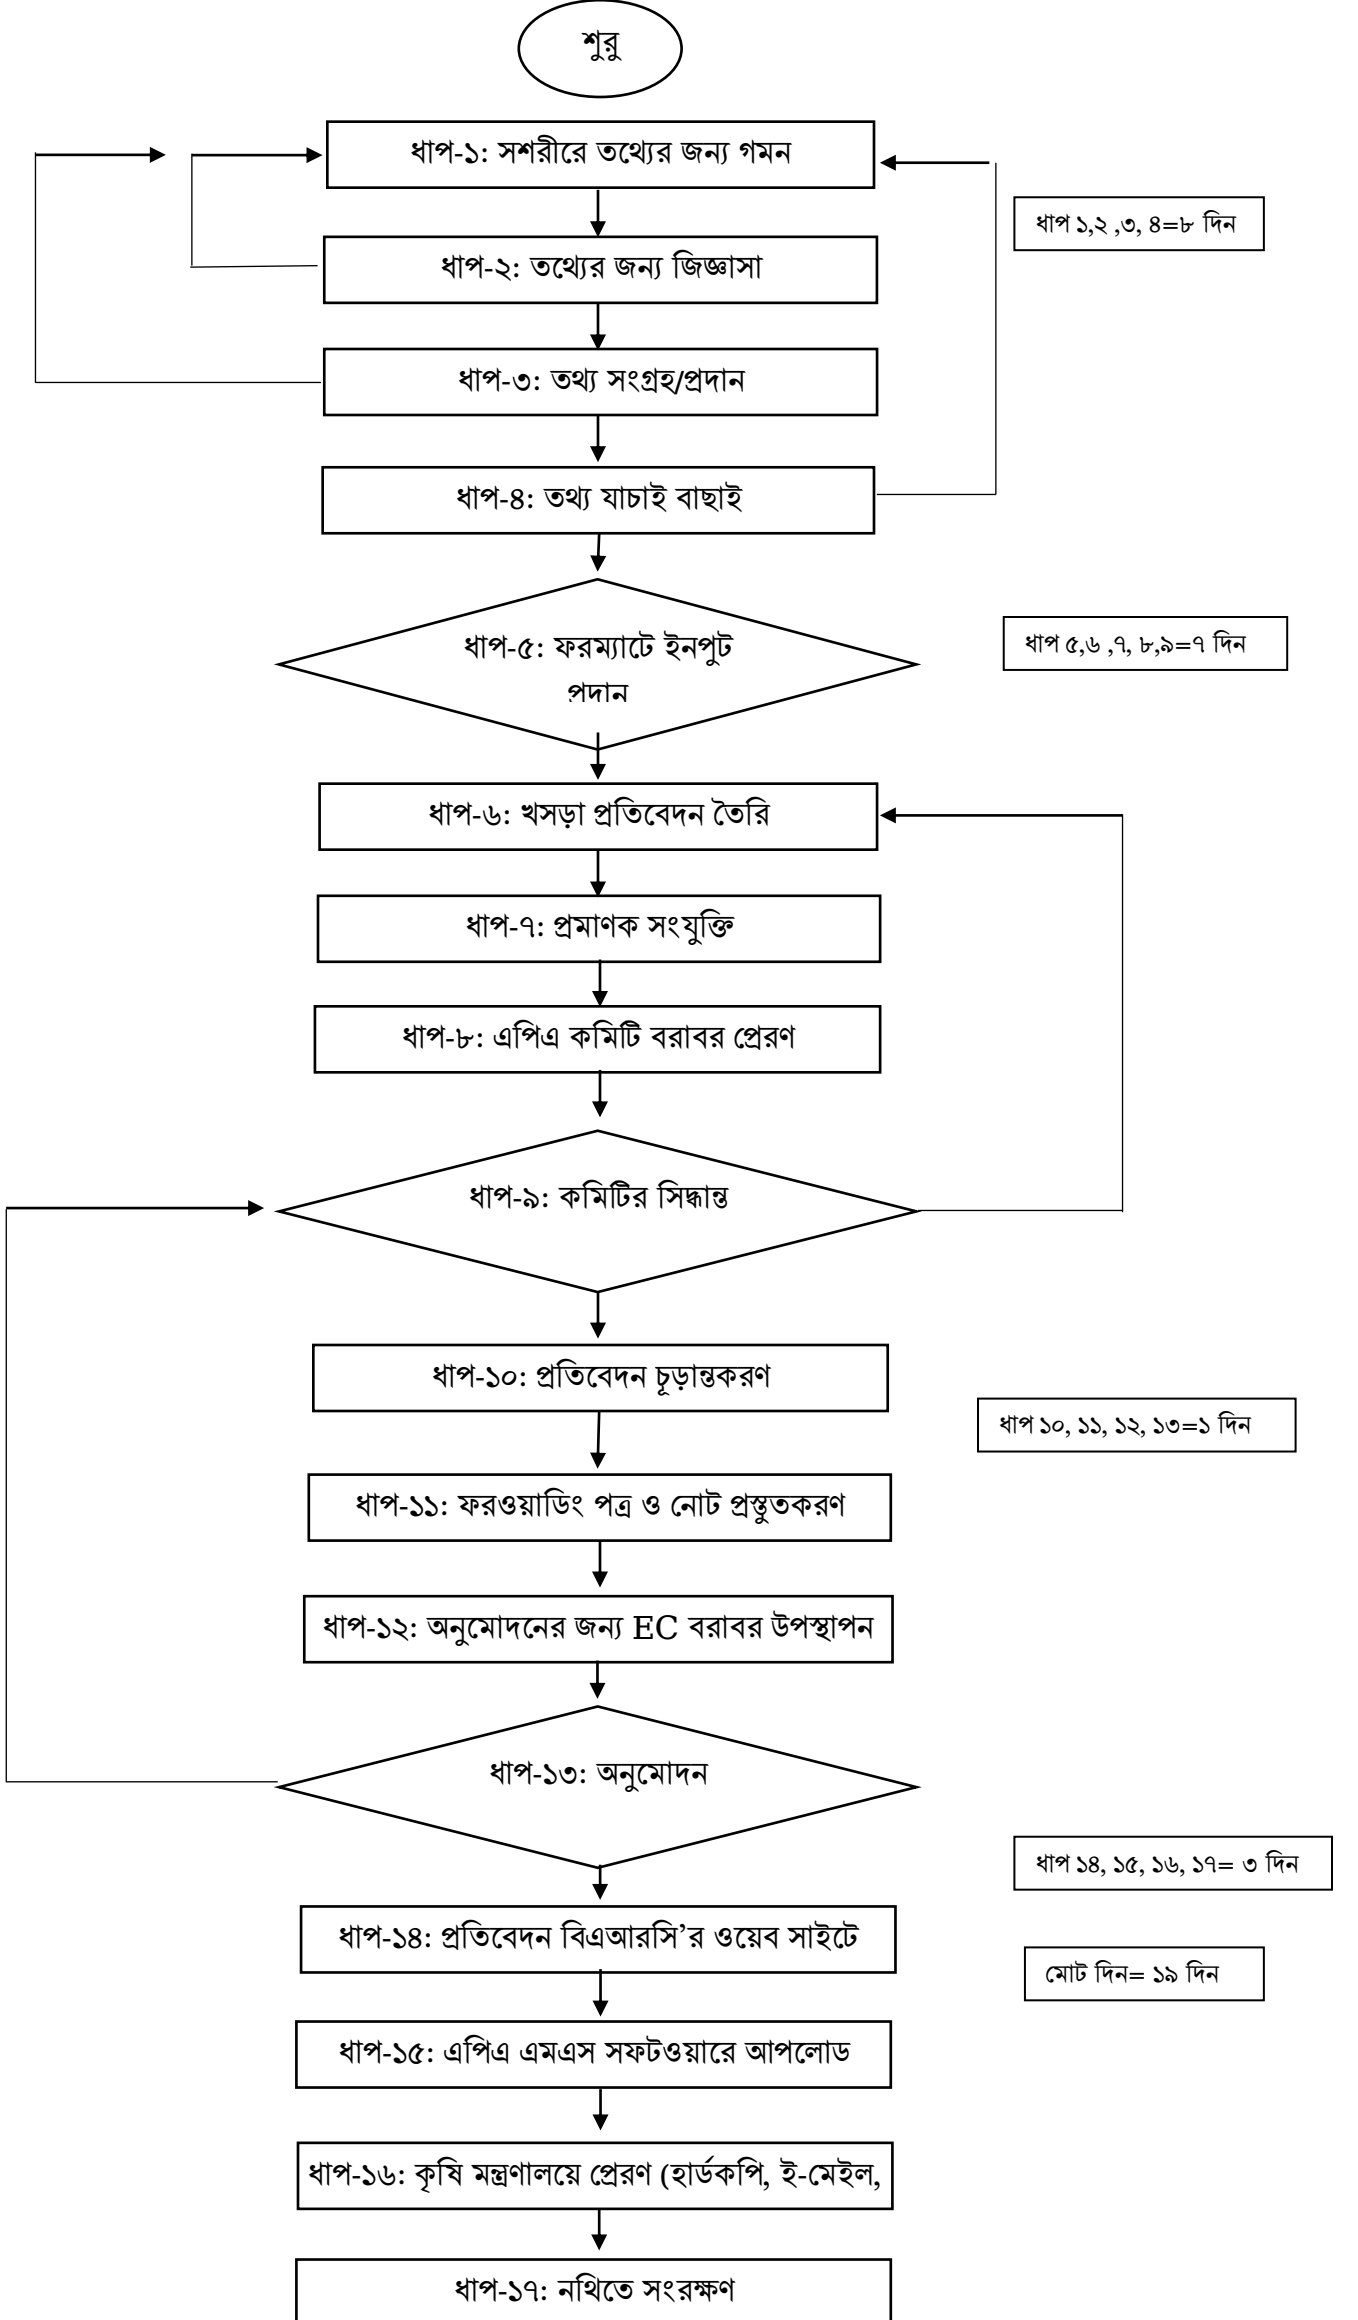 শুরু
ধাপ-১: সশরীরে তথ্যের জন্য গমন
ধাপ ১,২ ,৩, ৪=৮ দিন
ধাপ-২: তথ্যের জন্য জিজ্ঞাসা
ধাপ-৩: তথ্য সংগ্রহ/প্রদান
ধাপ-৪: তথ্য যাচাই বাছাই
ধাপ-৫: ফরম্যাটে ইনপুট
প্রদান
ধাপ ৫,৬ ,৭, ৮,৯=৭ দিন
ধাপ-৬: খসড়া প্রতিবেদন তৈরি
ধাপ-৭: প্রমাণক সংযুক্তি
ধাপ-৮: এপিএ কমিটি বরাবর প্রেরণ
ধাপ-৯: কমিটির সিদ্ধান্ত
ধাপ-১০: প্রতিবেদন চূড়ান্তকরণ
ধাপ ১০, ১১, ১২, ১৩=১ দিন
ধাপ-১১: ফরওয়াডিং পত্র ও নোট প্রস্তুতকরণ
ধাপ-১২: অনুমোদনের জন্য EC বরাবর উপস্থাপন
ধাপ-১৩: অনুমোদন
ধাপ ১৪, ১৫, ১৬, ১৭= ৩ দিন
ধাপ-১৪: প্রতিবেদন বিএআরসি’র ওয়েব সাইটে
মোট দিন= ১৯ দিন
ধাপ-১৫: এপিএ এমএস সফটওয়ারে আপলোড
ধাপ-১৬: কৃষি মন্ত্রণালয়ে প্রেরণ (হার্ডকপি, ই-মেইল,
ধাপ-১৭: নথিতে সংরক্ষণ